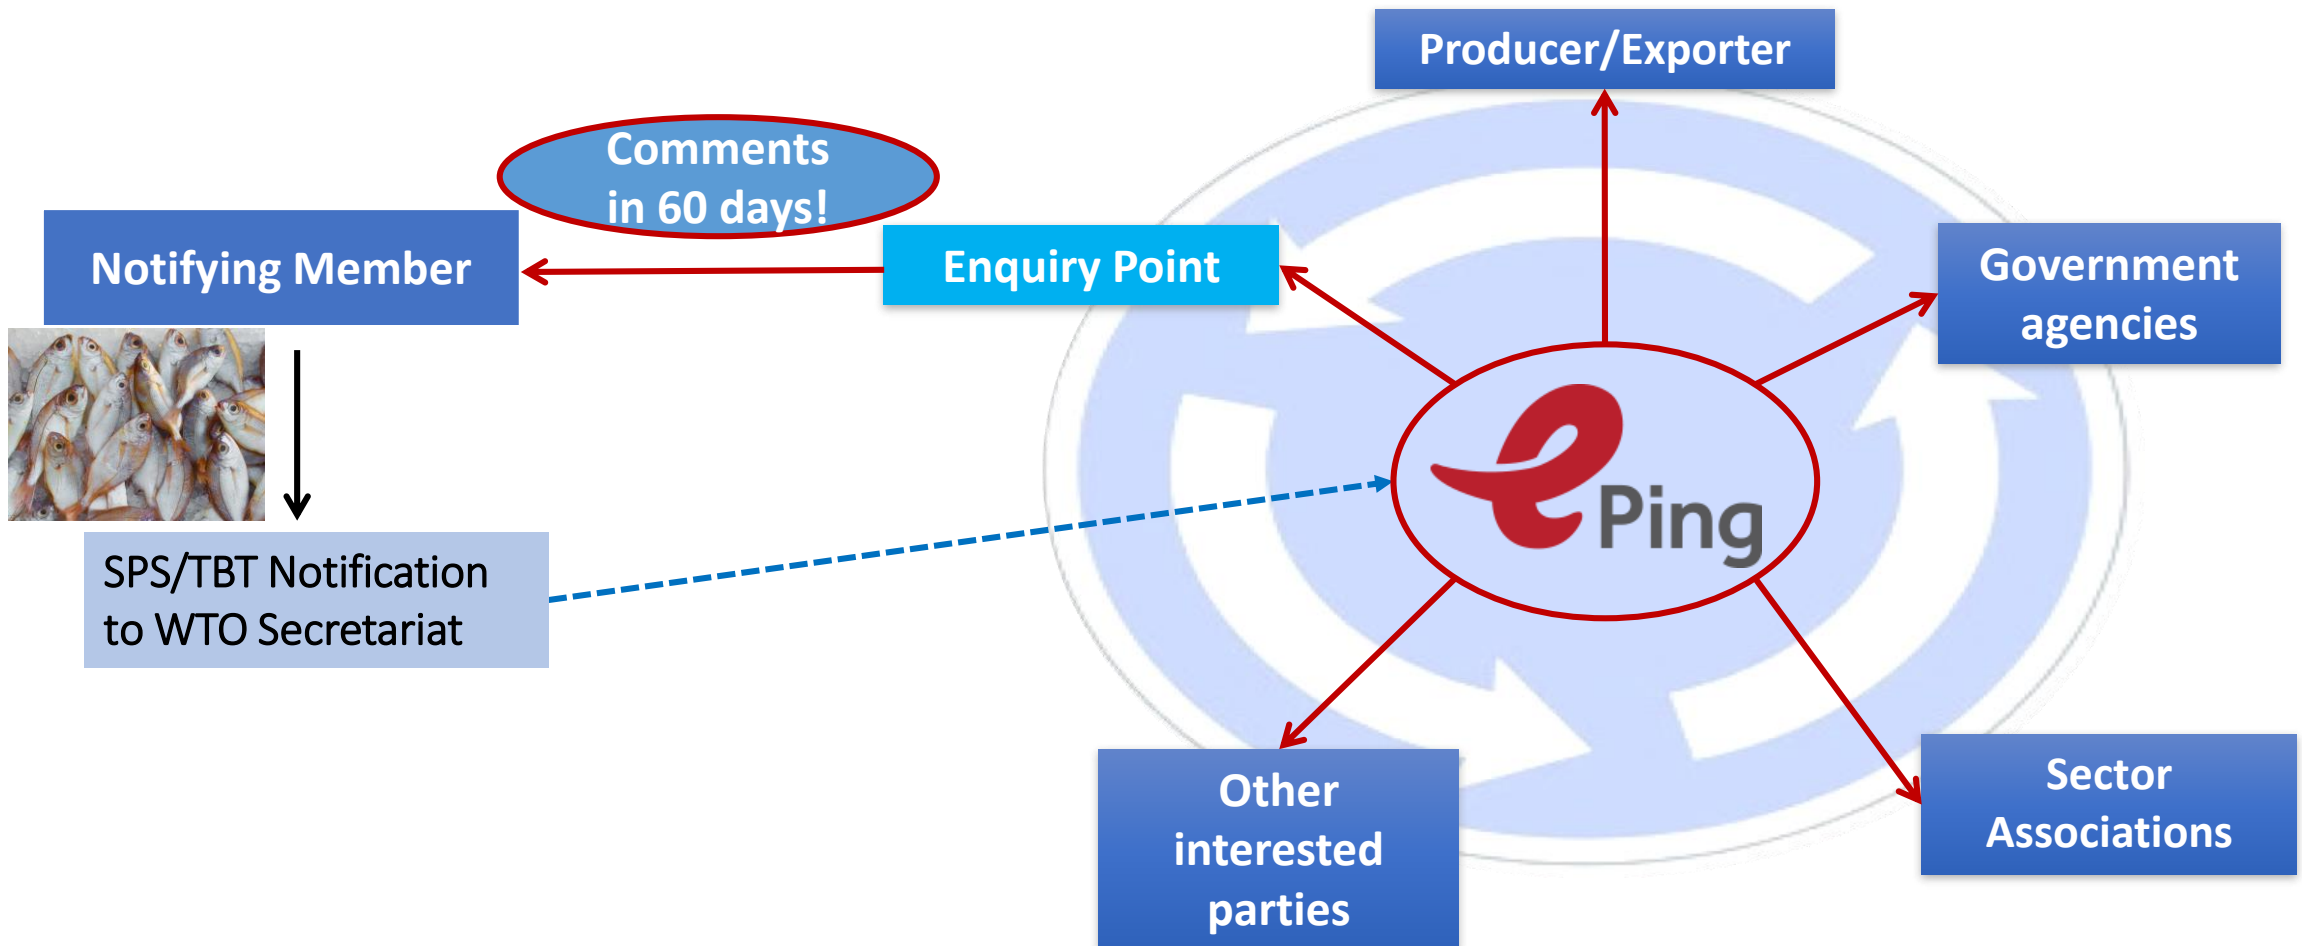 Producer/Exporter
Comments
in 60 days!
Notifying Member
Enquiry Point
Government
agencies
e
Ping
SPS/TBT Notification
to WTO Secretariat
Other
interested
parties
Sector
Associations